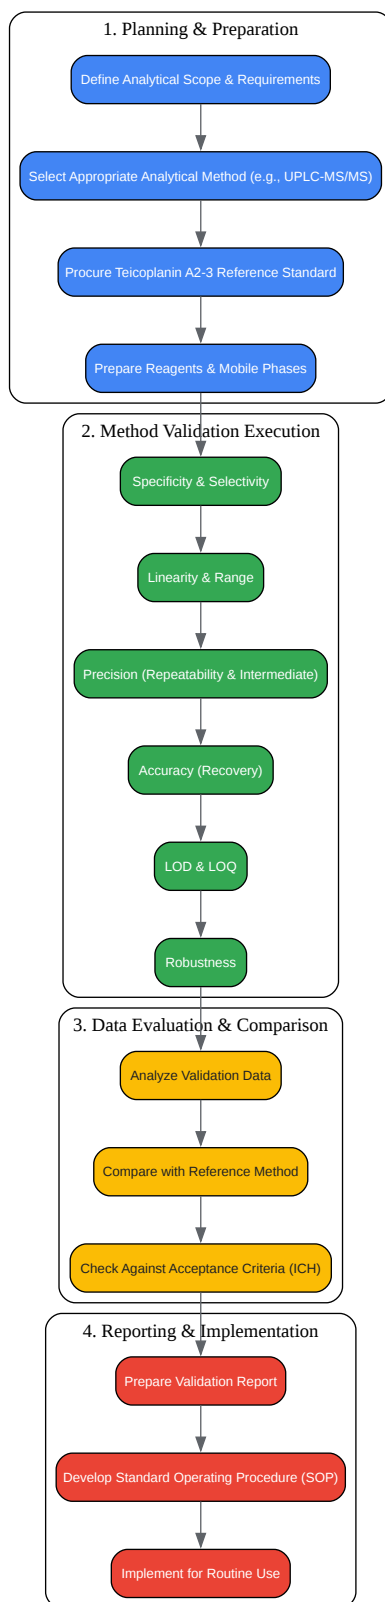 1. Planning & Preparation
Define Analytical Scope & Requirements
Select Appropriate Analytical Method (e.g., UPLC-MS/MS)
Procure Teicoplanin A2-3 Reference Standard
Prepare Reagents & Mobile Phases
2. Method Validation Execution
Specificity & Selectivity
Linearity & Range
Precision (Repeatability & Intermediate)
Accuracy (Recovery)
LOD & LOQ
Robustness
3. Data Evaluation & Comparison
Analyze Validation Data
Compare with Reference Method
Check Against Acceptance Criteria (ICH)
4. Reporting & Implementation
Prepare Validation Report
Develop Standard Operating Procedure (SOP)
Implement for Routine Use